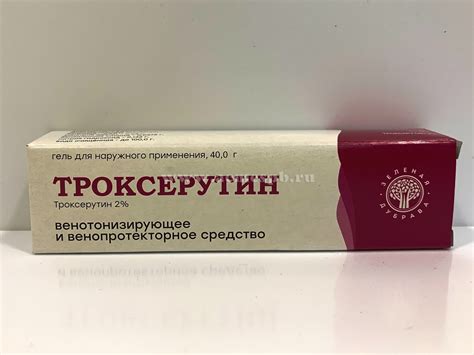 гель для наружного применения, 40,0 г
ТРОКСЕРУТИН
Троксерутин 2%
венотонизирующее
и венопротекторное средство
ЗЕЛЕНАЯ
ДУБРАВА